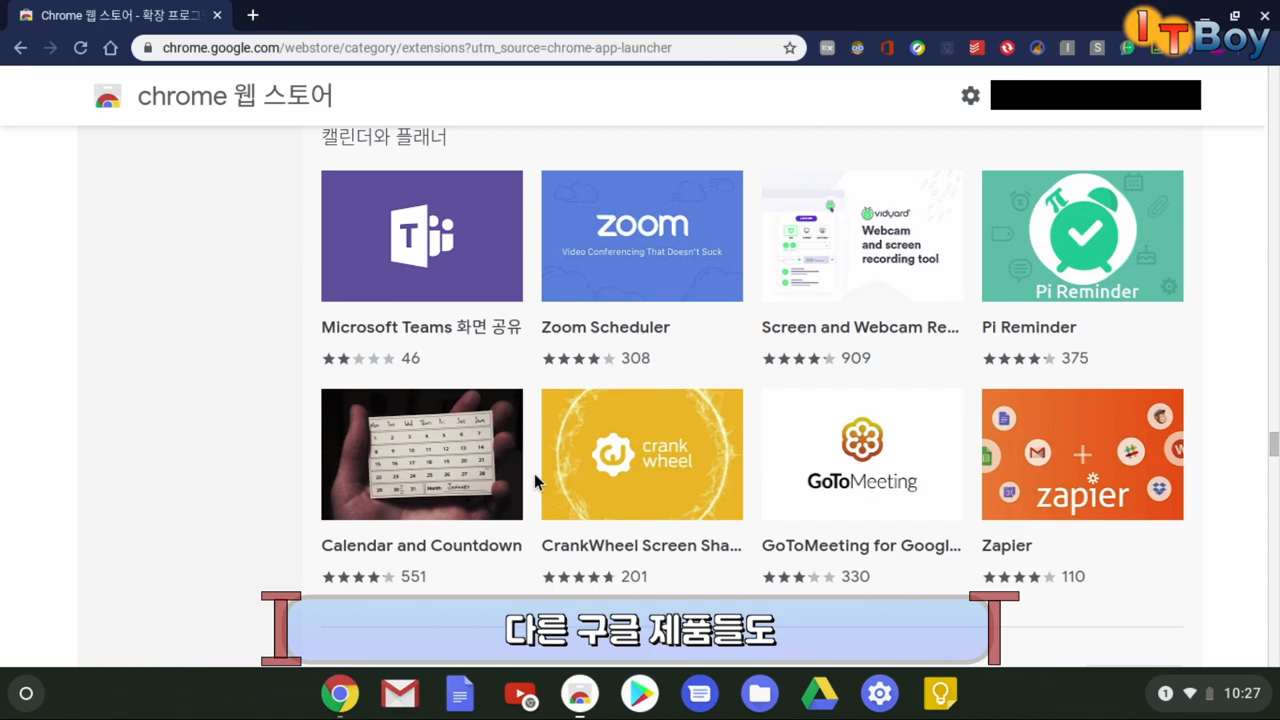 Chrome 웹 스토어 - 확장 프로그
ITBoy
chrome.google.com/webstore/category/extensions?utm_source=chrome-app-launcher
chrome 웹 스토어
캘린더와 플래너
zoom
Video Conferencing That Doesn't Suck
vidyard
Webcam
and screen
recording tool
Pi Reminder
Microsoft Teams 화면 공유
Zoom Scheduler
Screen and Webcam Re...
Pi Reminder
46
308
909
375
crank
wheel
GoToMeeting
zapier
Calendar and Countdown
CrankWheel Screen Sha...
GoToMeeting for Googl...
Zapier
551
201
330
110
다른 구글 제품들도
1
10:27